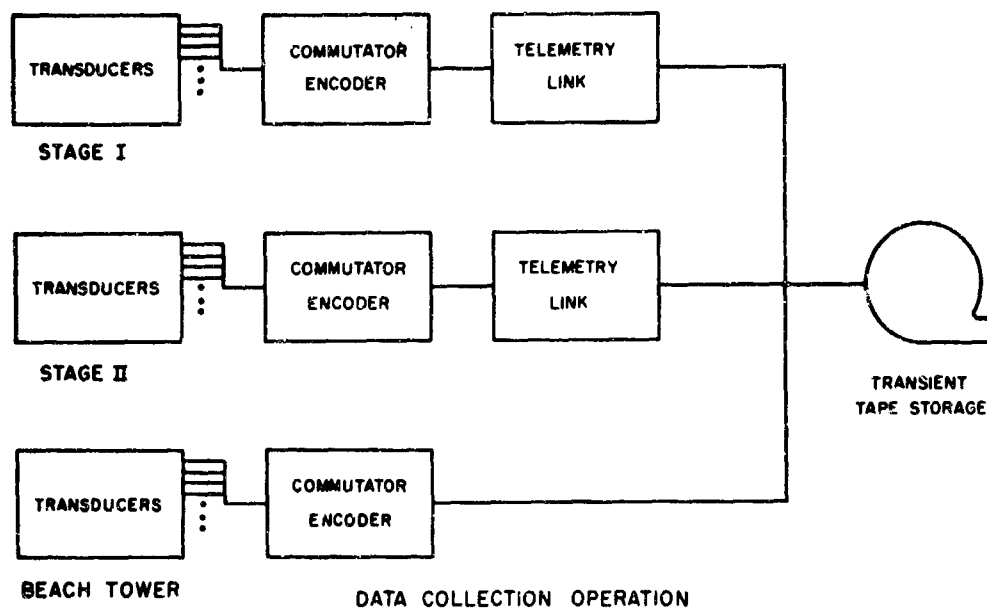 TRANSDUCERS
COMMUTATOR
ENCODER
TELEMETRY
LINK
STAGE I
TRANSDUCERS
COMMUTATOR
ENCODER
TELEMETRY
LINK
STAGE II
TRANSIENT
TAPE STORAGE
TRANSDUCERS
COMMUTATOR
ENCODER
BEACH TOWER
DATA COLLECTION OPERATION